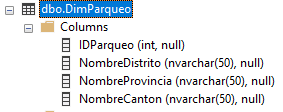 dbo.DimParqueo
Columns
IDParqueo (int, null)
NombreDistrito (nvarchar(50), null)
NombreProvincia (nvarchar(50), null)
NombreCanton (nvarchar(50), null)